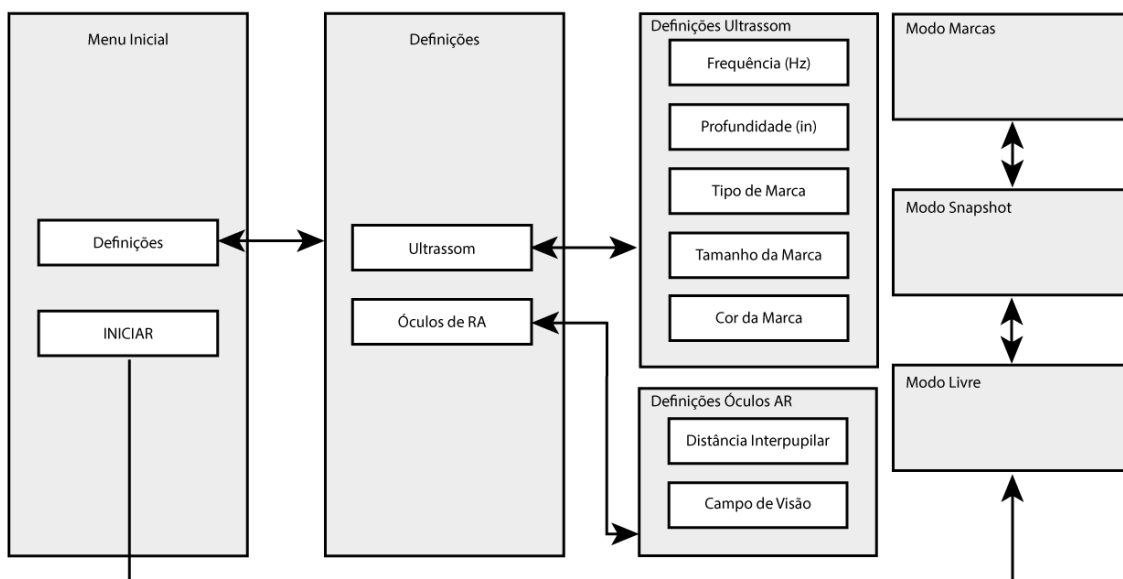 Menu Inicial
Definições
INICIAR
Definições
Ultrassom
Óculos de RA
Definições Ultrassom
Frequência (Hz)
Profundidade (in)
Tipo de Marca
Tamanho da Marca
Cor da Marca
Definições Óculos AR
Distância Interpupilar
Campo de Visão
Modo Marcas
Modo Snapshot
Modo Livre